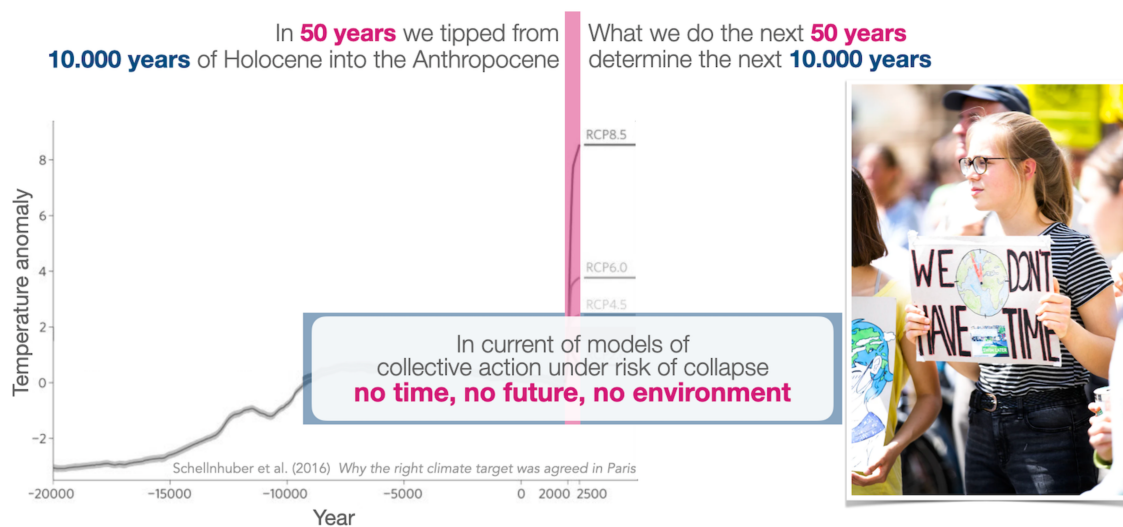 In 50 years we tipped from
10.000 years of Holocene into the Anthropocene
What we do the next 50 years
determine the next 10.000 years
Temperature anomaly
8
6
4
2
0
−2
RCP8.5
RCP6.0
RCP4.5
In current of models of
collective action under risk of collapse
no time, no future, no environment
Schellnhuber et al. (2016) Why the right climate target was agreed in Paris
−20000 −15000 −10000 −5000 0 2000 2500
Year
WE DON'T
HAVE TIME